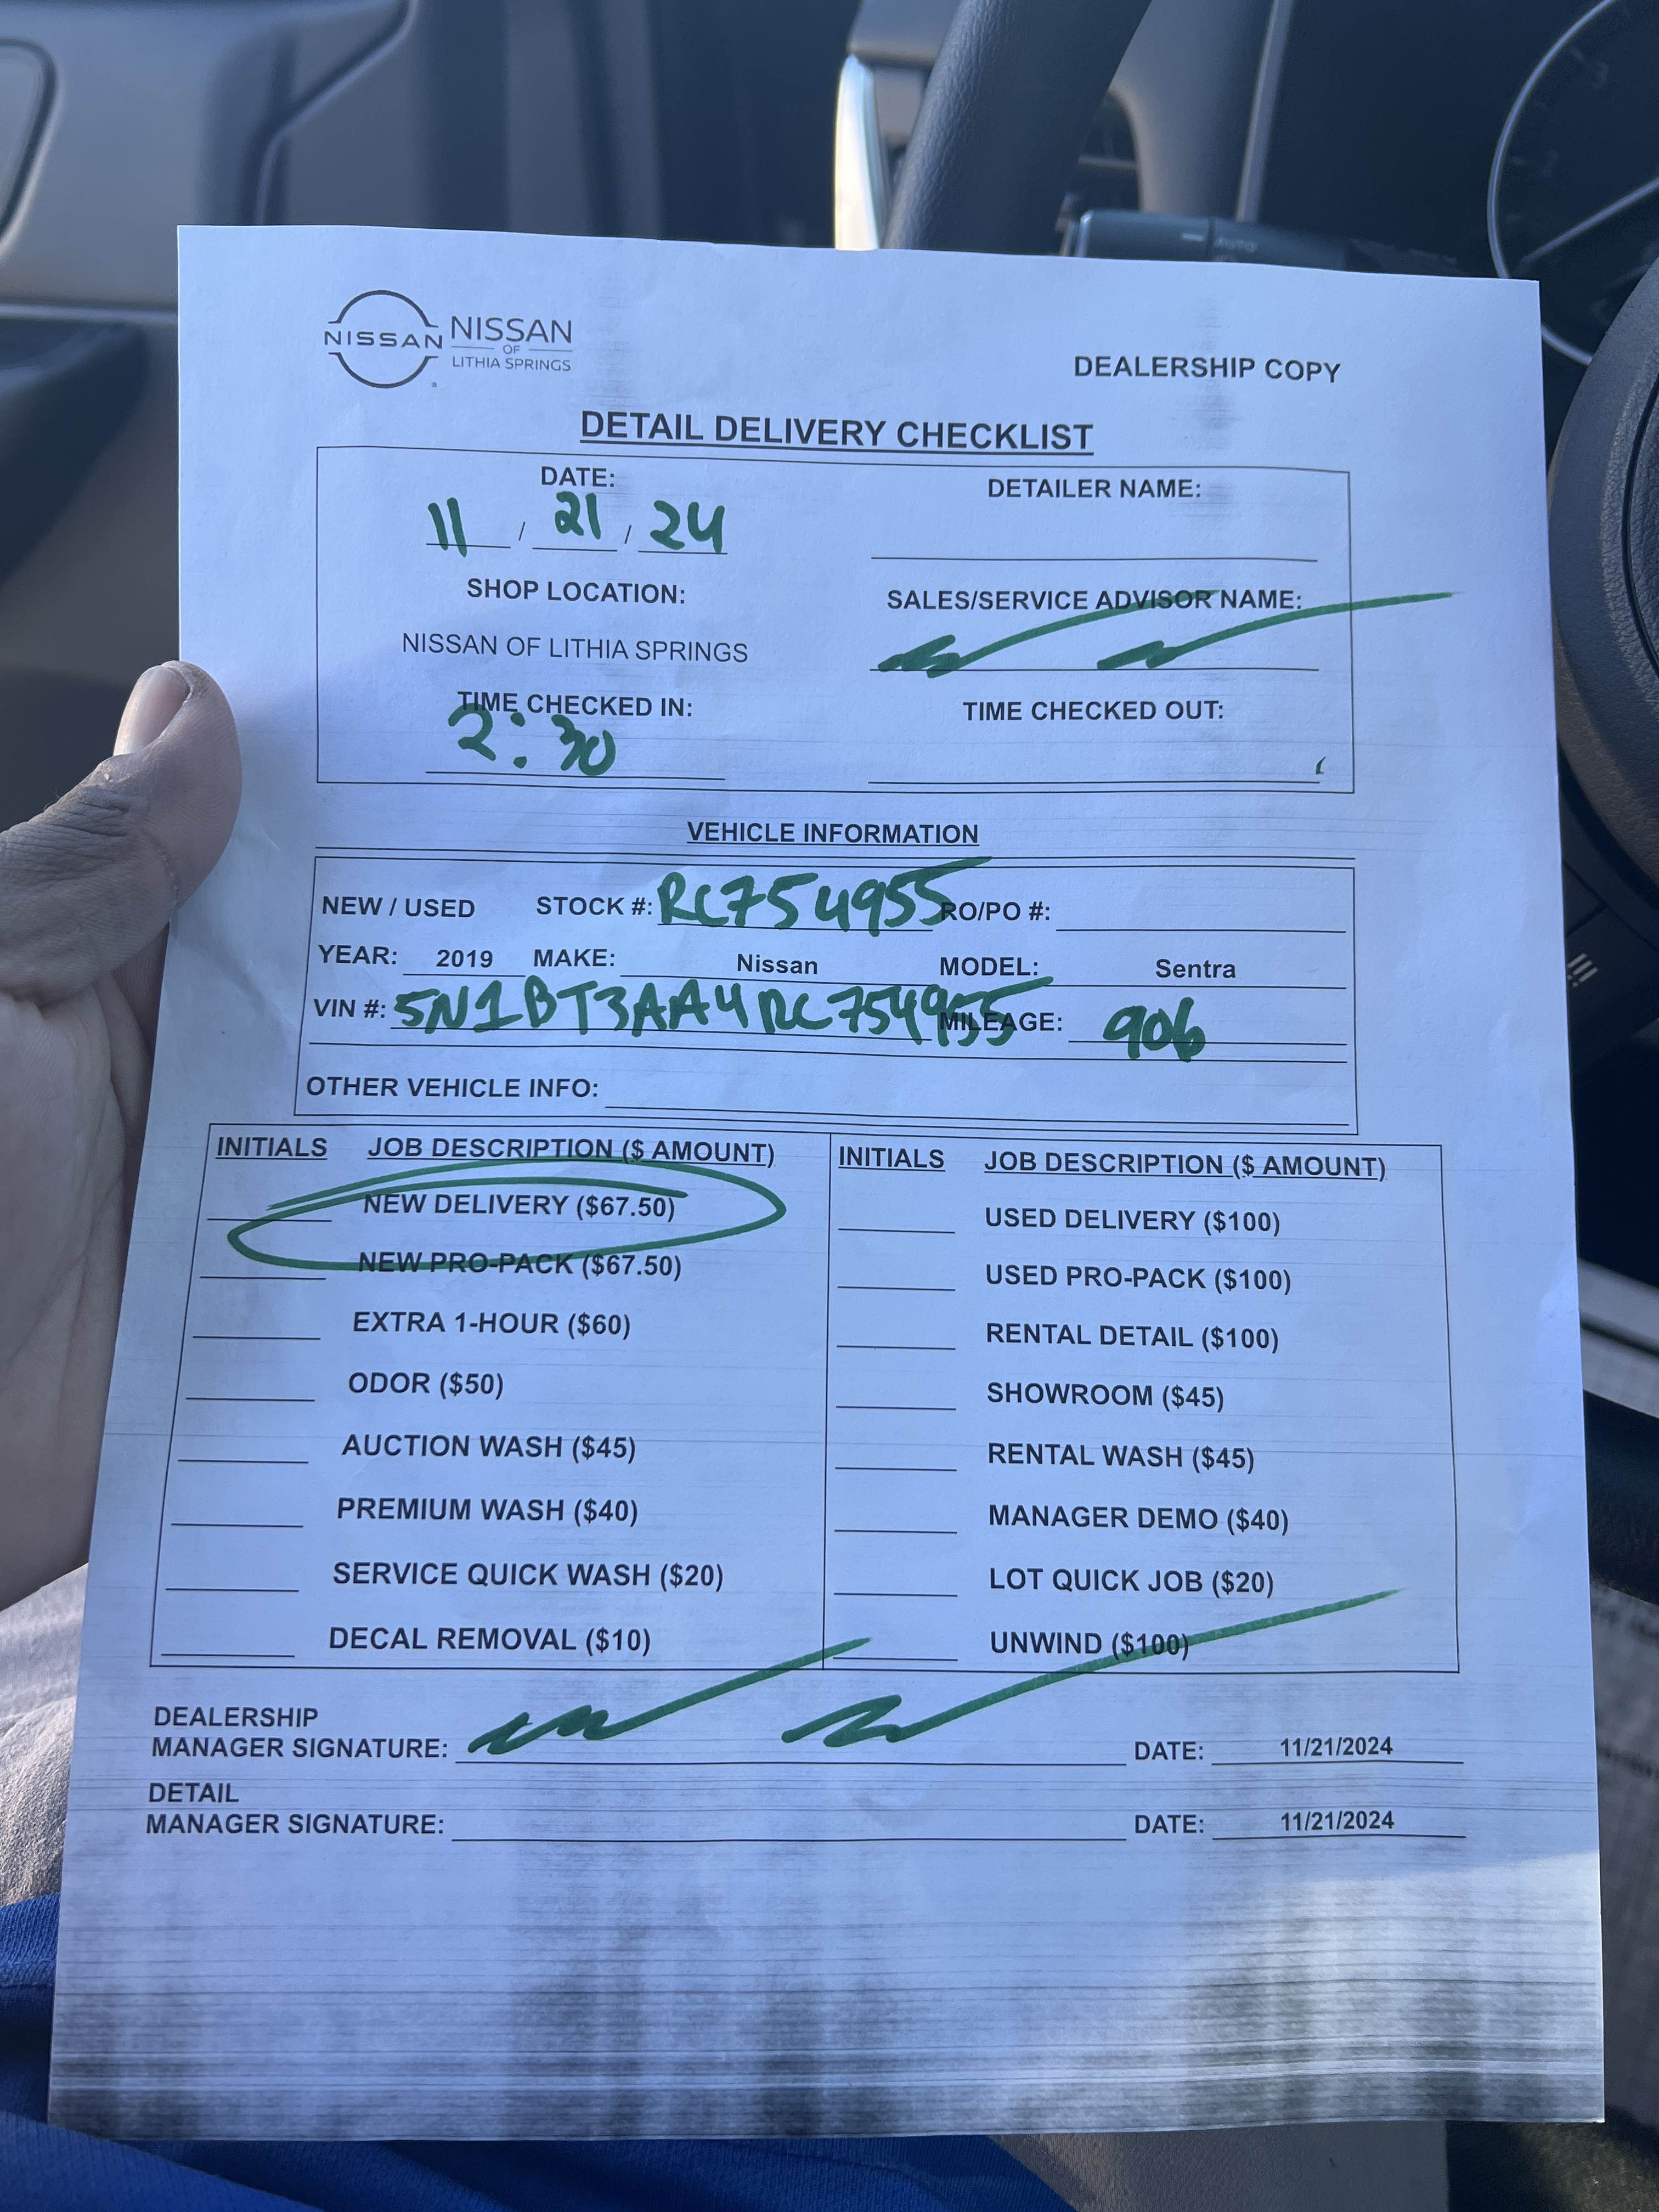 NISSAN
NISSAN
OF
LITHIA SPRINGS
DEALERSHIP COPY
DETAIL DELIVERY CHECKLIST
DATE: DETAILER NAME:
11 / 21 / 24
SHOP LOCATION: SALES/SERVICE ADVISOR NAME:
NISSAN OF LITHIA SPRINGS
TIME CHECKED IN: TIME CHECKED OUT:
2:30
VEHICLE INFORMATION
NEW / USED STOCK #: RC754955 RO/PO #:
YEAR: 2019 MAKE: Nissan MODEL: Sentra
VIN #: 5N1BT3AA4RC754955 MILEAGE: 906
OTHER VEHICLE INFO:
INITIALS JOB DESCRIPTION ($ AMOUNT) INITIALS JOB DESCRIPTION ($ AMOUNT)
NEW DELIVERY ($67.50) USED DELIVERY ($100)
NEW PRO-PACK ($67.50) USED PRO-PACK ($100)
EXTRA 1-HOUR ($60) RENTAL DETAIL ($100)
ODOR ($50) SHOWROOM ($45)
AUCTION WASH ($45) RENTAL WASH ($45)
PREMIUM WASH ($40) MANAGER DEMO ($40)
SERVICE QUICK WASH ($20) LOT QUICK JOB ($20)
DECAL REMOVAL ($10) UNWIND ($100)
DEALERSHIP
MANAGER SIGNATURE: DATE: 11/21/2024
DETAIL
MANAGER SIGNATURE: DATE: 11/21/2024
AUTO